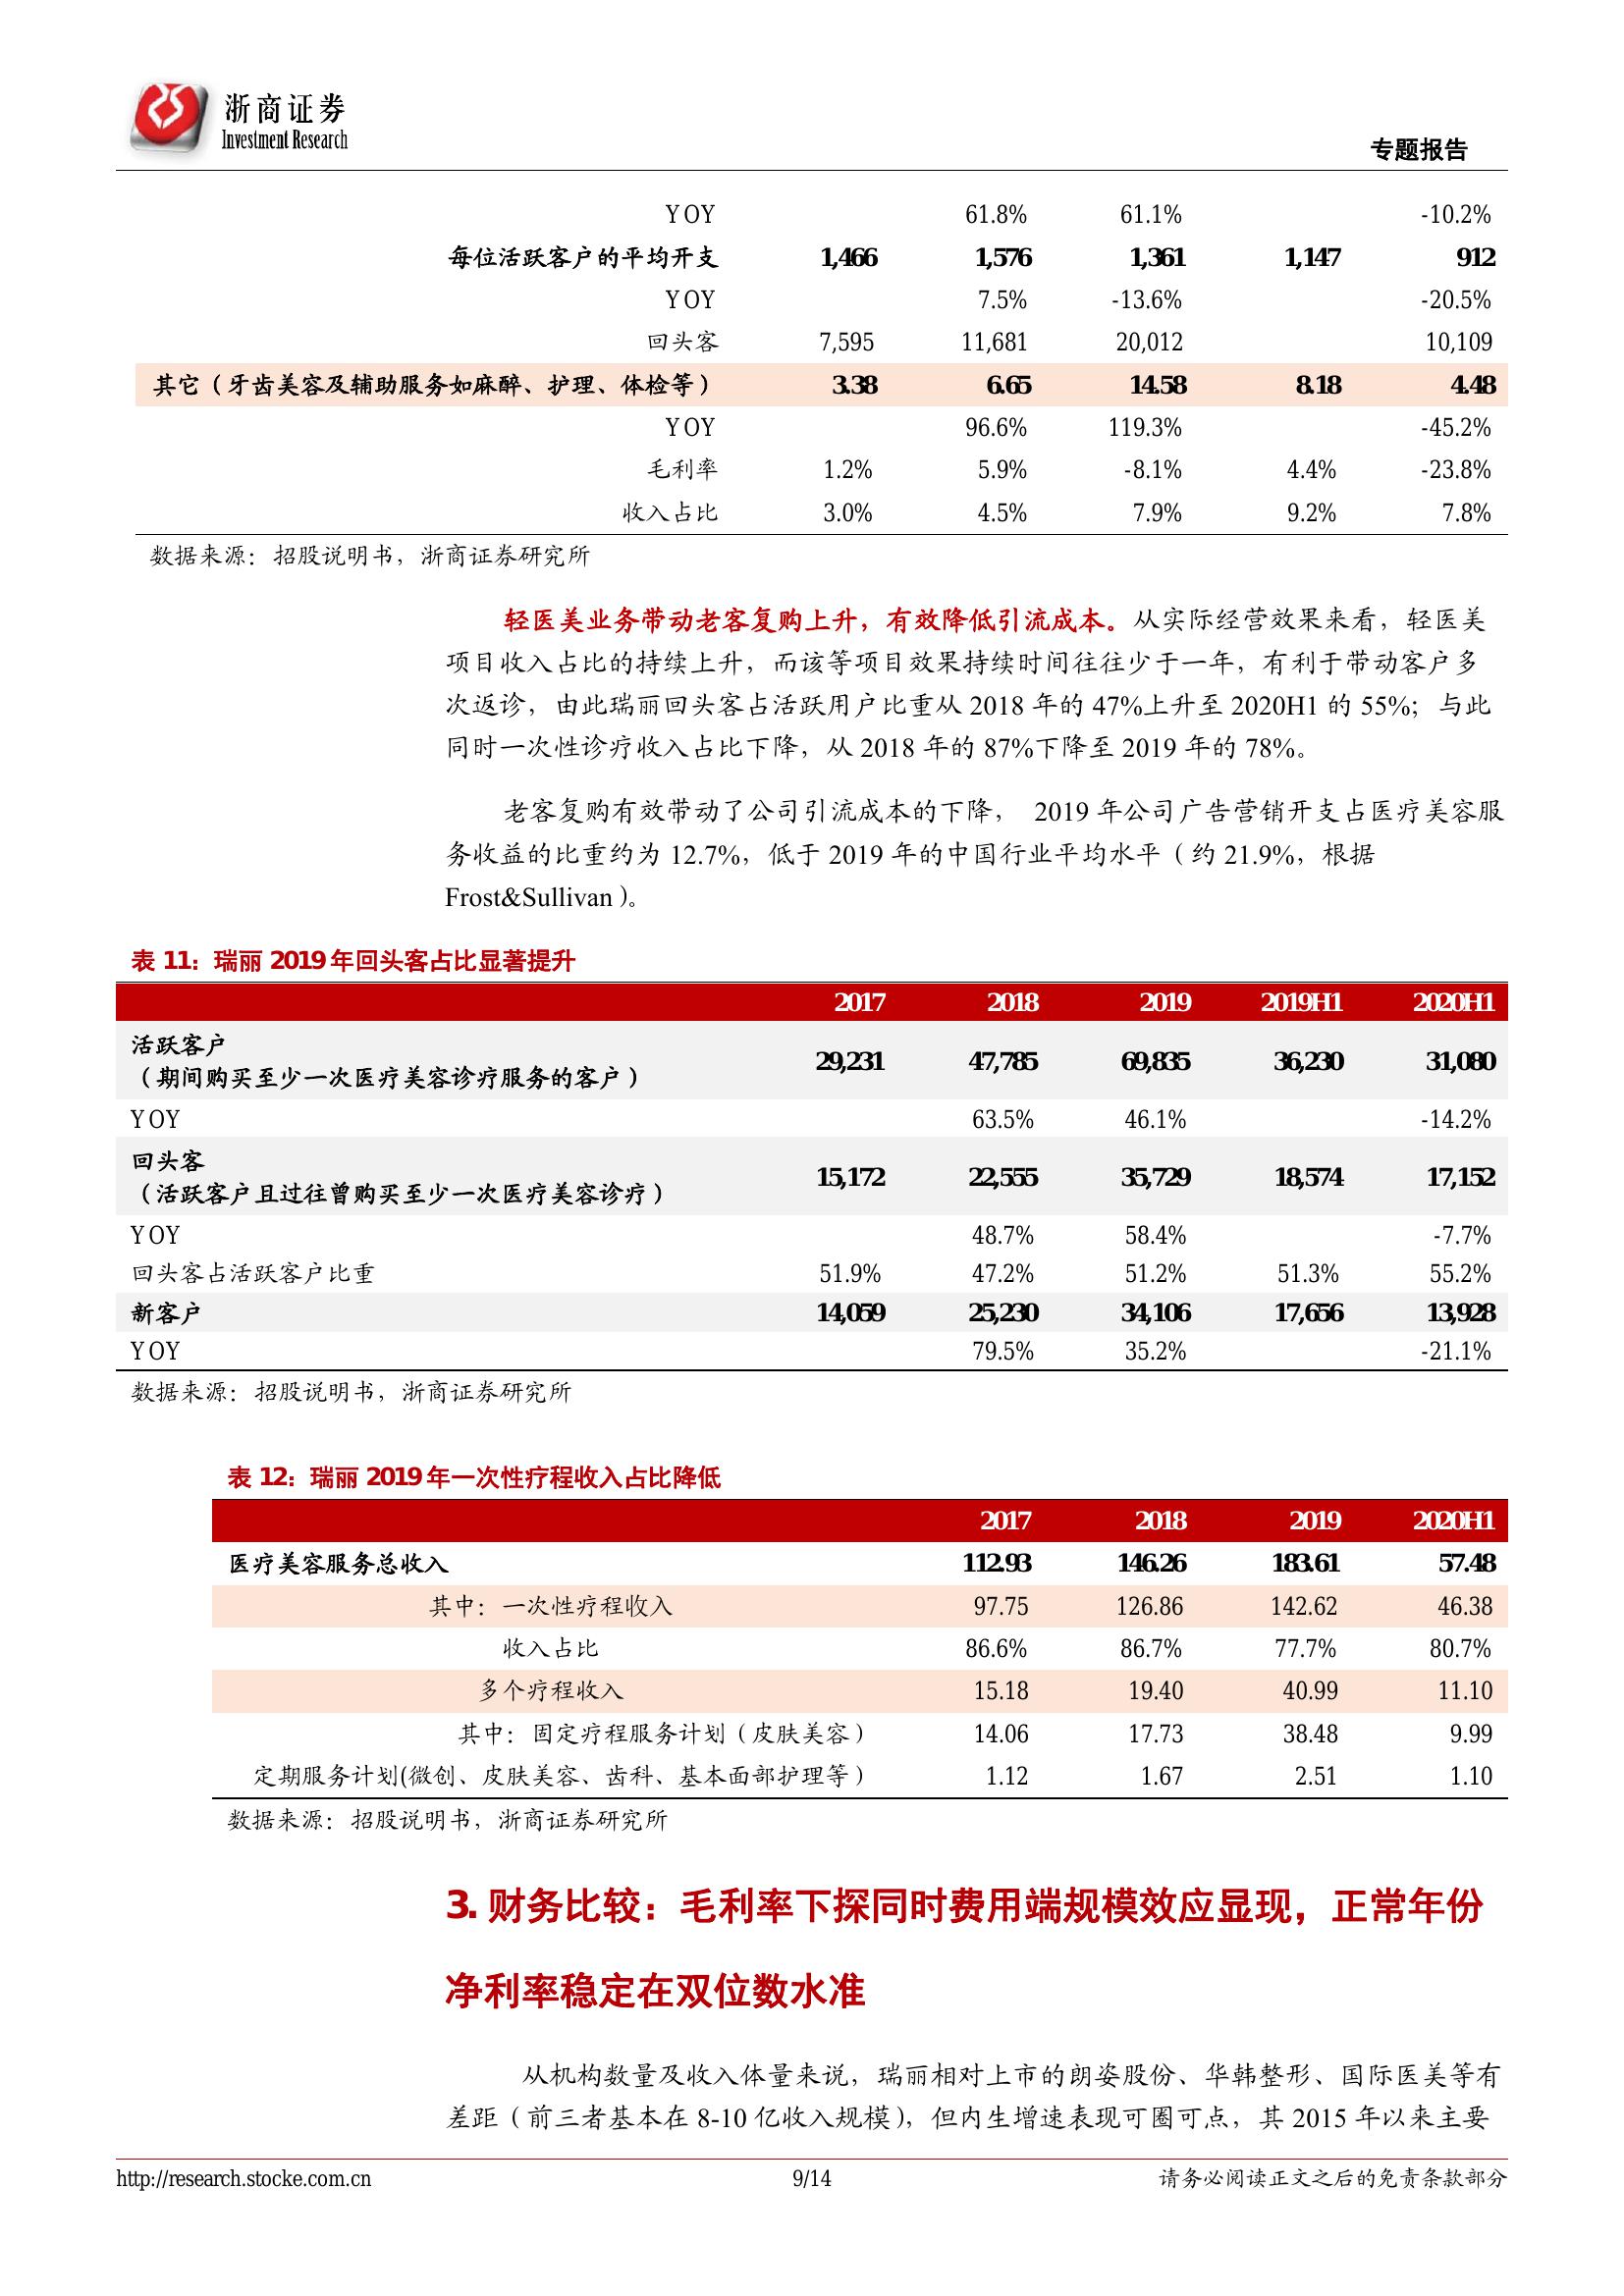 浙商证券
Investment Research
专题报告
YOY 61.8% 61.1% -10.2%
每位活跃客户的平均开支 1,466 1,576 1,361 1,147 912
YOY 7.5% -13.6% -20.5%
回头客 7,595 11,681 20,012 10,109
其它（牙齿美容及辅助服务如麻醉、护理、体检等） 3.38 6.65 14.58 8.18 4.48
YOY 96.6% 119.3% -45.2%
毛利率 1.2% 5.9% -8.1% 4.4% -23.8%
收入占比 3.0% 4.5% 7.9% 9.2% 7.8%
数据来源：招股说明书，浙商证券研究所
轻医美业务带动老客复购上升，有效降低引流成本。从实际经营效果来看，轻医美
项目收入占比的持续上升，而该等项目效果持续时间往往少于一年，有利于带动客户多
次返诊，由此瑞丽回头客占活跃用户比重从 2018 年的 47%上升至 2020H1 的 55%；与此
同时一次性诊疗收入占比下降，从 2018 年的 87%下降至 2019 年的 78%。
老客复购有效带动了公司引流成本的下降， 2019 年公司广告营销开支占医疗美容服
务收益的比重约为 12.7%，低于 2019 年的中国行业平均水平（约 21.9%，根据
Frost&Sullivan）。
表 11：瑞丽 2019 年回头客占比显著提升
2017 2018 2019 2019H1 2020H1
活跃客户
（期间购买至少一次医疗美容诊疗服务的客户） 29,231 47,785 69,835 36,230 31,080
YOY 63.5% 46.1% -14.2%
回头客
（活跃客户且过往曾购买至少一次医疗美容诊疗） 15,172 22,555 35,729 18,574 17,152
YOY 48.7% 58.4% -7.7%
回头客占活跃客户比重 51.9% 47.2% 51.2% 51.3% 55.2%
新客户 14,059 25,230 34,106 17,656 13,928
YOY 79.5% 35.2% -21.1%
数据来源：招股说明书，浙商证券研究所
表 12：瑞丽 2019 年一次性疗程收入占比降低
2017 2018 2019 2020H1
医疗美容服务总收入 112.93 146.26 183.61 57.48
其中：一次性疗程收入 97.75 126.86 142.62 46.38
收入占比 86.6% 86.7% 77.7% 80.7%
多个疗程收入 15.18 19.40 40.99 11.10
其中：固定疗程服务计划（皮肤美容） 14.06 17.73 38.48 9.99
定期服务计划(微创、皮肤美容、齿科、基本面部护理等） 1.12 1.67 2.51 1.10
数据来源：招股说明书，浙商证券研究所
3. 财务比较：毛利率下探同时费用端规模效应显现，正常年份
净利率稳定在双位数水准
从机构数量及收入体量来说，瑞丽相对上市的朗姿股份、华韩整形、国际医美等有
差距（前三者基本在 8-10 亿收入规模），但内生增速表现可圈可点，其 2015 年以来主要
http://research.stocke.com.cn 9/14 请务必阅读正文之后的免责条款部分